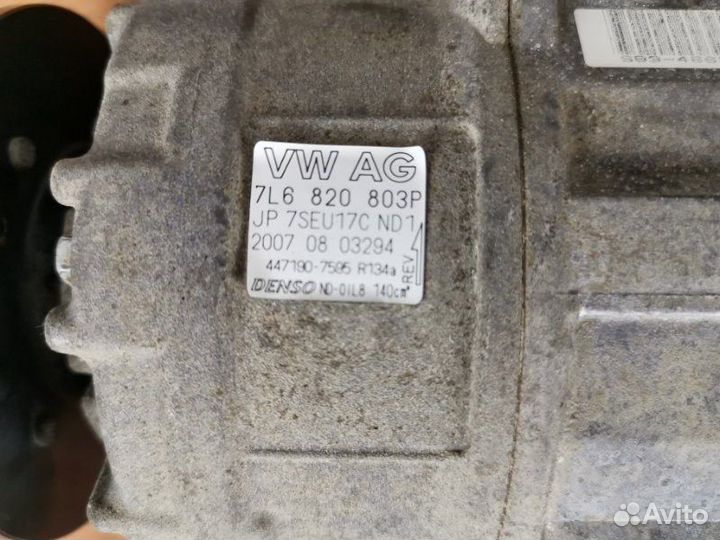 VW AG
7L6 820 803P
JP 7SEU17C ND1
2007 08 03294
447190-7595 R134a
REV
DENSO ND-OIL8 140cm³
Avito